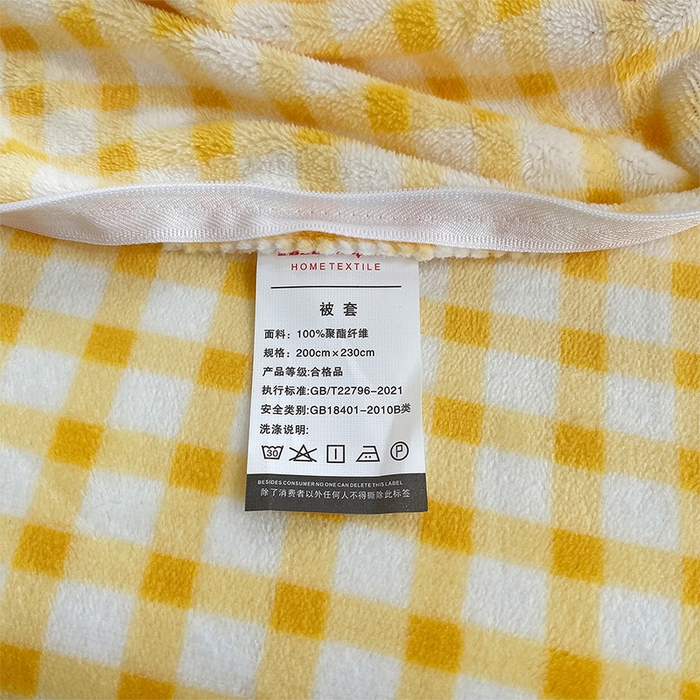 HOMETEXTILE
被套
面料：100%聚酯纤维
规格：200cm×230cm
产品等级:合格品
执行标准:GB/T22796-2021
安全类别:GB18401-2010B类
洗涤说明:
30 P
BESIDES CONSUMER NO ONE CAN DELETE THIS LABEL
除了消费者以外任何人不得撕除此标签